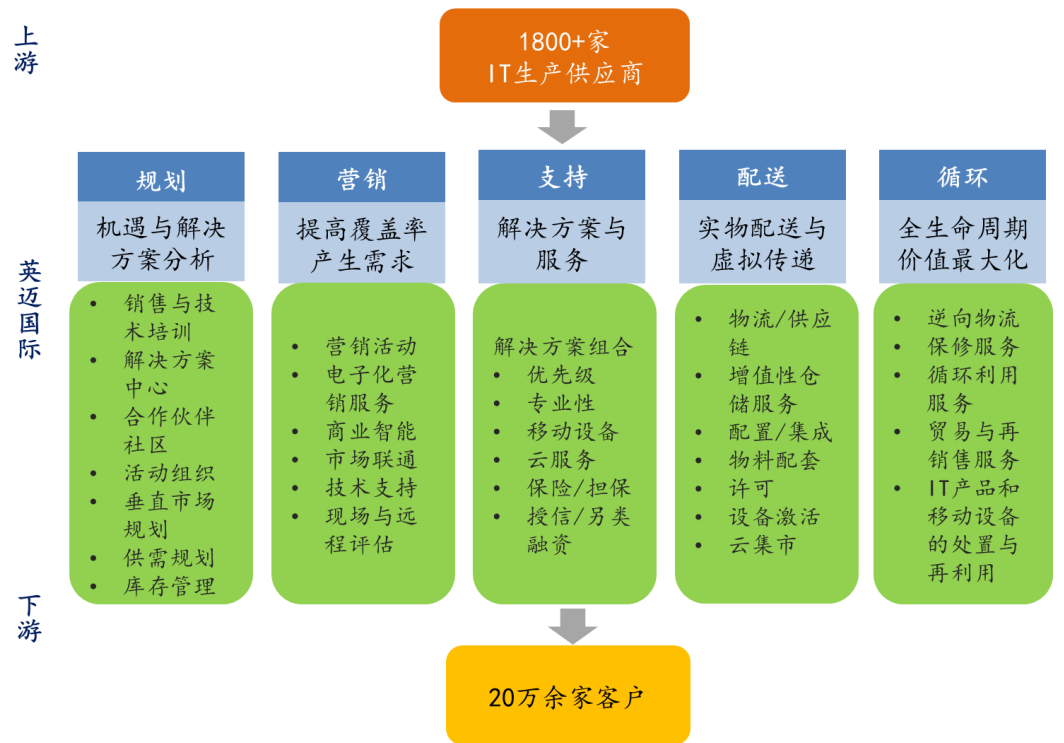 上游
1800+家
IT生产供应商
英迈国际
规划
机遇与解决
方案分析
• 销售与技
术培训
• 解决方案
中心
• 合作伙伴
社区
• 活动组织
• 垂直市场
规划
• 供需规划
• 库存管理
营销
提高覆盖率
产生需求
• 营销活动
• 电子化营
销服务
• 商业智能
• 市场联通
• 技术支持
• 现场与远
程评估
支持
解决方案与
服务
解决方案组合
• 优先级
• 专业性
• 移动设备
• 云服务
• 保险/担保
• 授信/另类
融资
配送
实物配送与
虚拟传递
• 物流/供应
链
• 增值性仓
储服务
• 配置/集成
• 物料配套
• 许可
• 设备激活
• 云集市
循环
全生命周期
价值最大化
• 逆向物流
• 保修服务
• 循环利用
服务
• 贸易与再
销售服务
• IT产品和
移动设备
的处置与
再利用
下游
20万余家客户